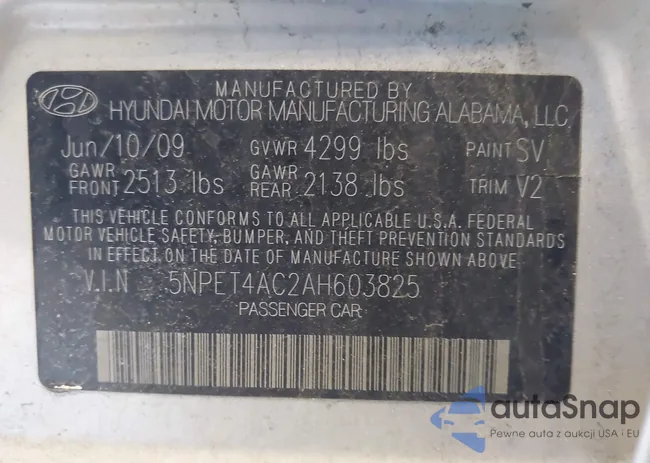 MANUFACTURED BY
HYUNDAI MOTOR MANUFACTURING ALABAMA, LLC
Jun/10/09 GVWR 4299 lbs PAINT SV
GAWR FRONT 2513 lbs GAWR REAR 2138 lbs TRIM V2
THIS VEHICLE CONFORMS TO ALL APPLICABLE U.S.A. FEDERAL
MOTOR VEHICLE SAFETY, BUMPER, AND THEFT PREVENTION STANDARDS
IN EFFECT ON THE DATE OF MANUFACTURE SHOWN ABOVE.
V.I.N 5NPET4AC2AH603825
PASSENGER CAR
autoSnap
Pewne auta z aukcji USA i EU